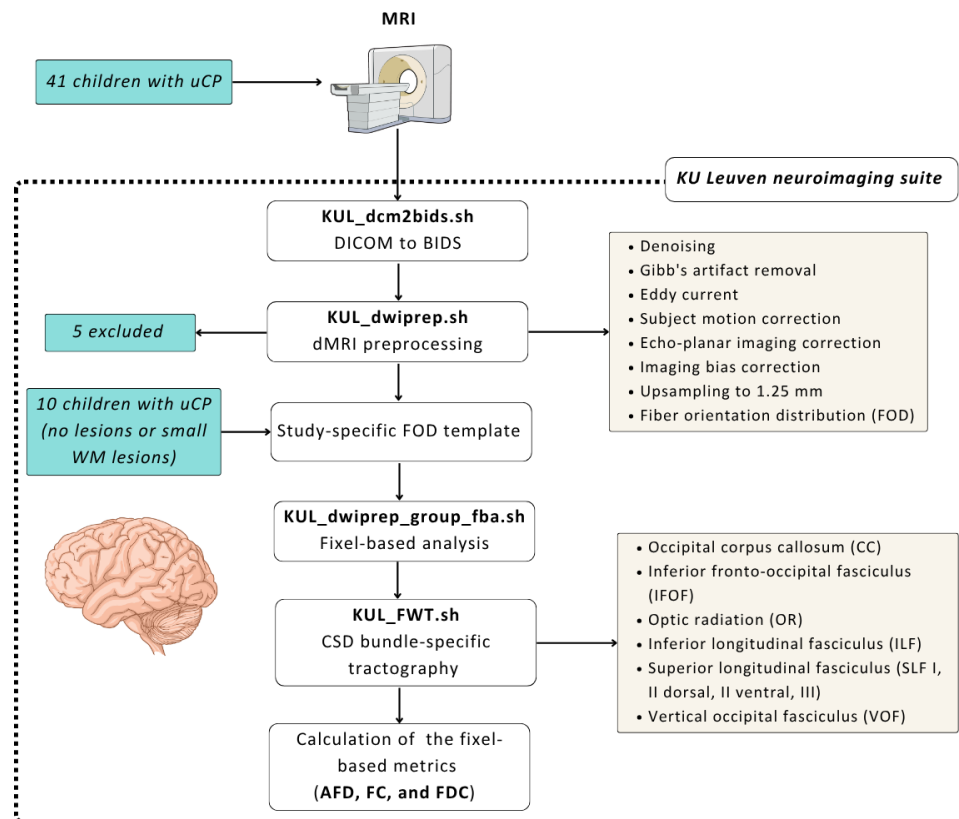 MRI
41 children with uCP
KU Leuven neuroimaging suite
KUL_dcm2bids.sh
DICOM to BIDS
• Denoising
• Gibb's artifact removal
• Eddy current
• Subject motion correction
• Echo-planar imaging correction
• Imaging bias correction
• Upsampling to 1.25 mm
• Fiber orientation distribution (FOD)
5 excluded
KUL_dwiprep.sh
dMRI preprocessing
10 children with uCP
(no lesions or small
WM lesions)
Study-specific FOD template
KUL_dwiprep_group_fba.sh
Fixel-based analysis
KUL_FWT.sh
CSD bundle-specific
tractography
• Occipital corpus callosum (CC)
• Inferior fronto-occipital fasciculus
(IFOF)
• Optic radiation (OR)
• Inferior longitudinal fasciculus (ILF)
• Superior longitudinal fasciculus (SLF I,
II dorsal, II ventral, III)
• Vertical occipital fasciculus (VOF)
Calculation of the fixel-
based metrics
(AFD, FC, and FDC)